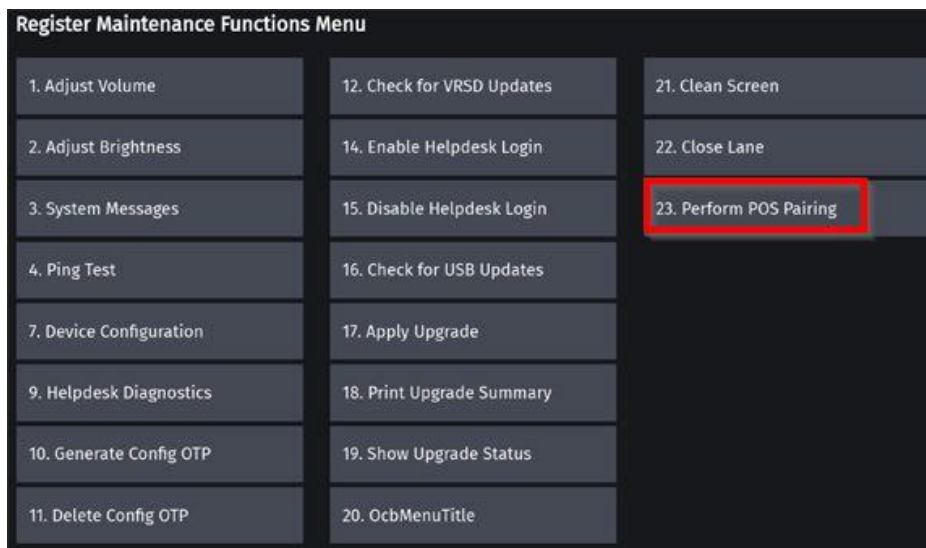 Register Maintenance Functions Menu
1. Adjust Volume
2. Adjust Brightness
3. System Messages
4. Ping Test
7. Device Configuration
9. Helpdesk Diagnostics
10. Generate Config OTP
11. Delete Config OTP
12. Check for VRSD Updates
14. Enable Helpdesk Login
15. Disable Helpdesk Login
16. Check for USB Updates
17. Apply Upgrade
18. Print Upgrade Summary
19. Show Upgrade Status
20. OcbMenuTitle
21. Clean Screen
22. Close Lane
23. Perform POS Pairing